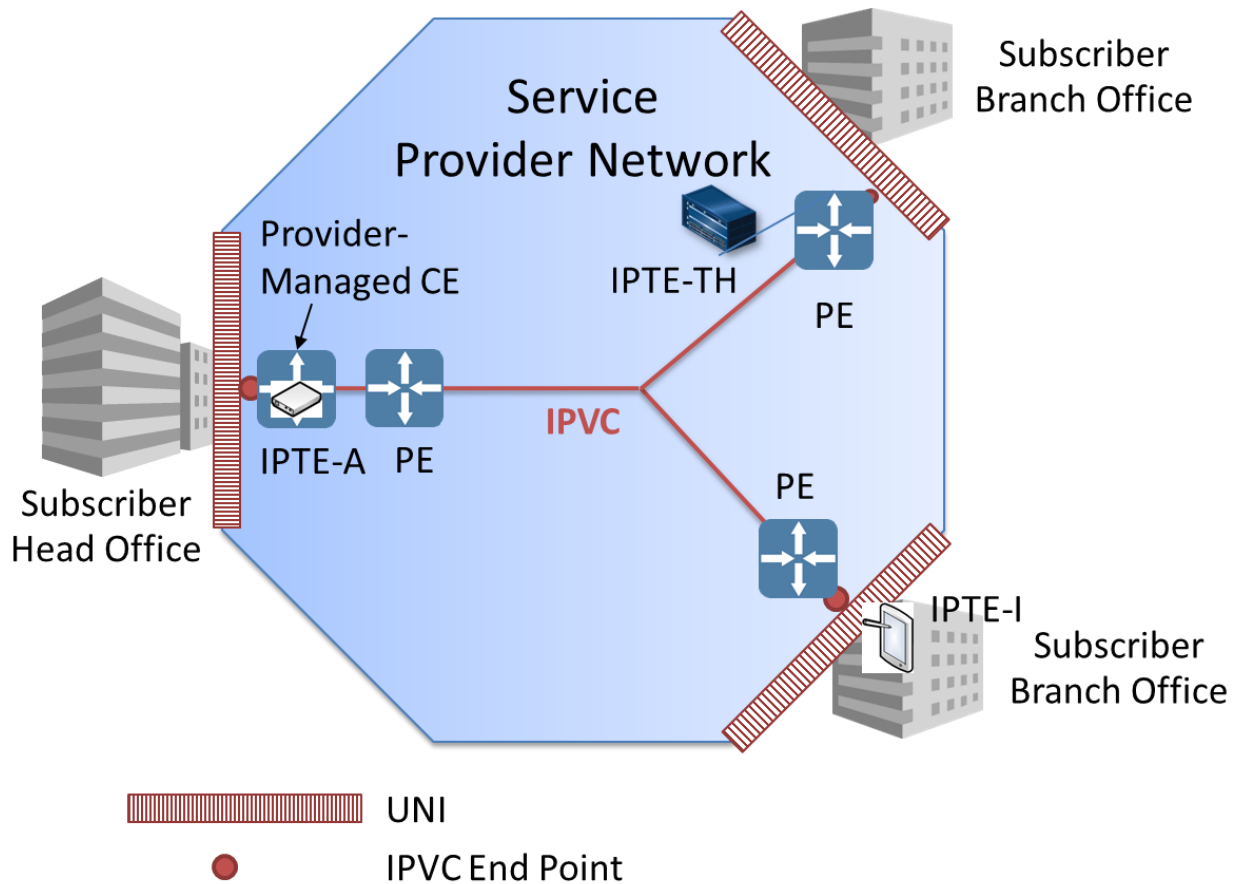 Service
Provider Network
Subscriber
Branch Office
Provider-
Managed CE
IPTE-TH
PE
IPVC
IPTE-A
PE
PE
Subscriber
Head Office
IPTE-I
Subscriber
Branch Office
UNI
IPVC End Point